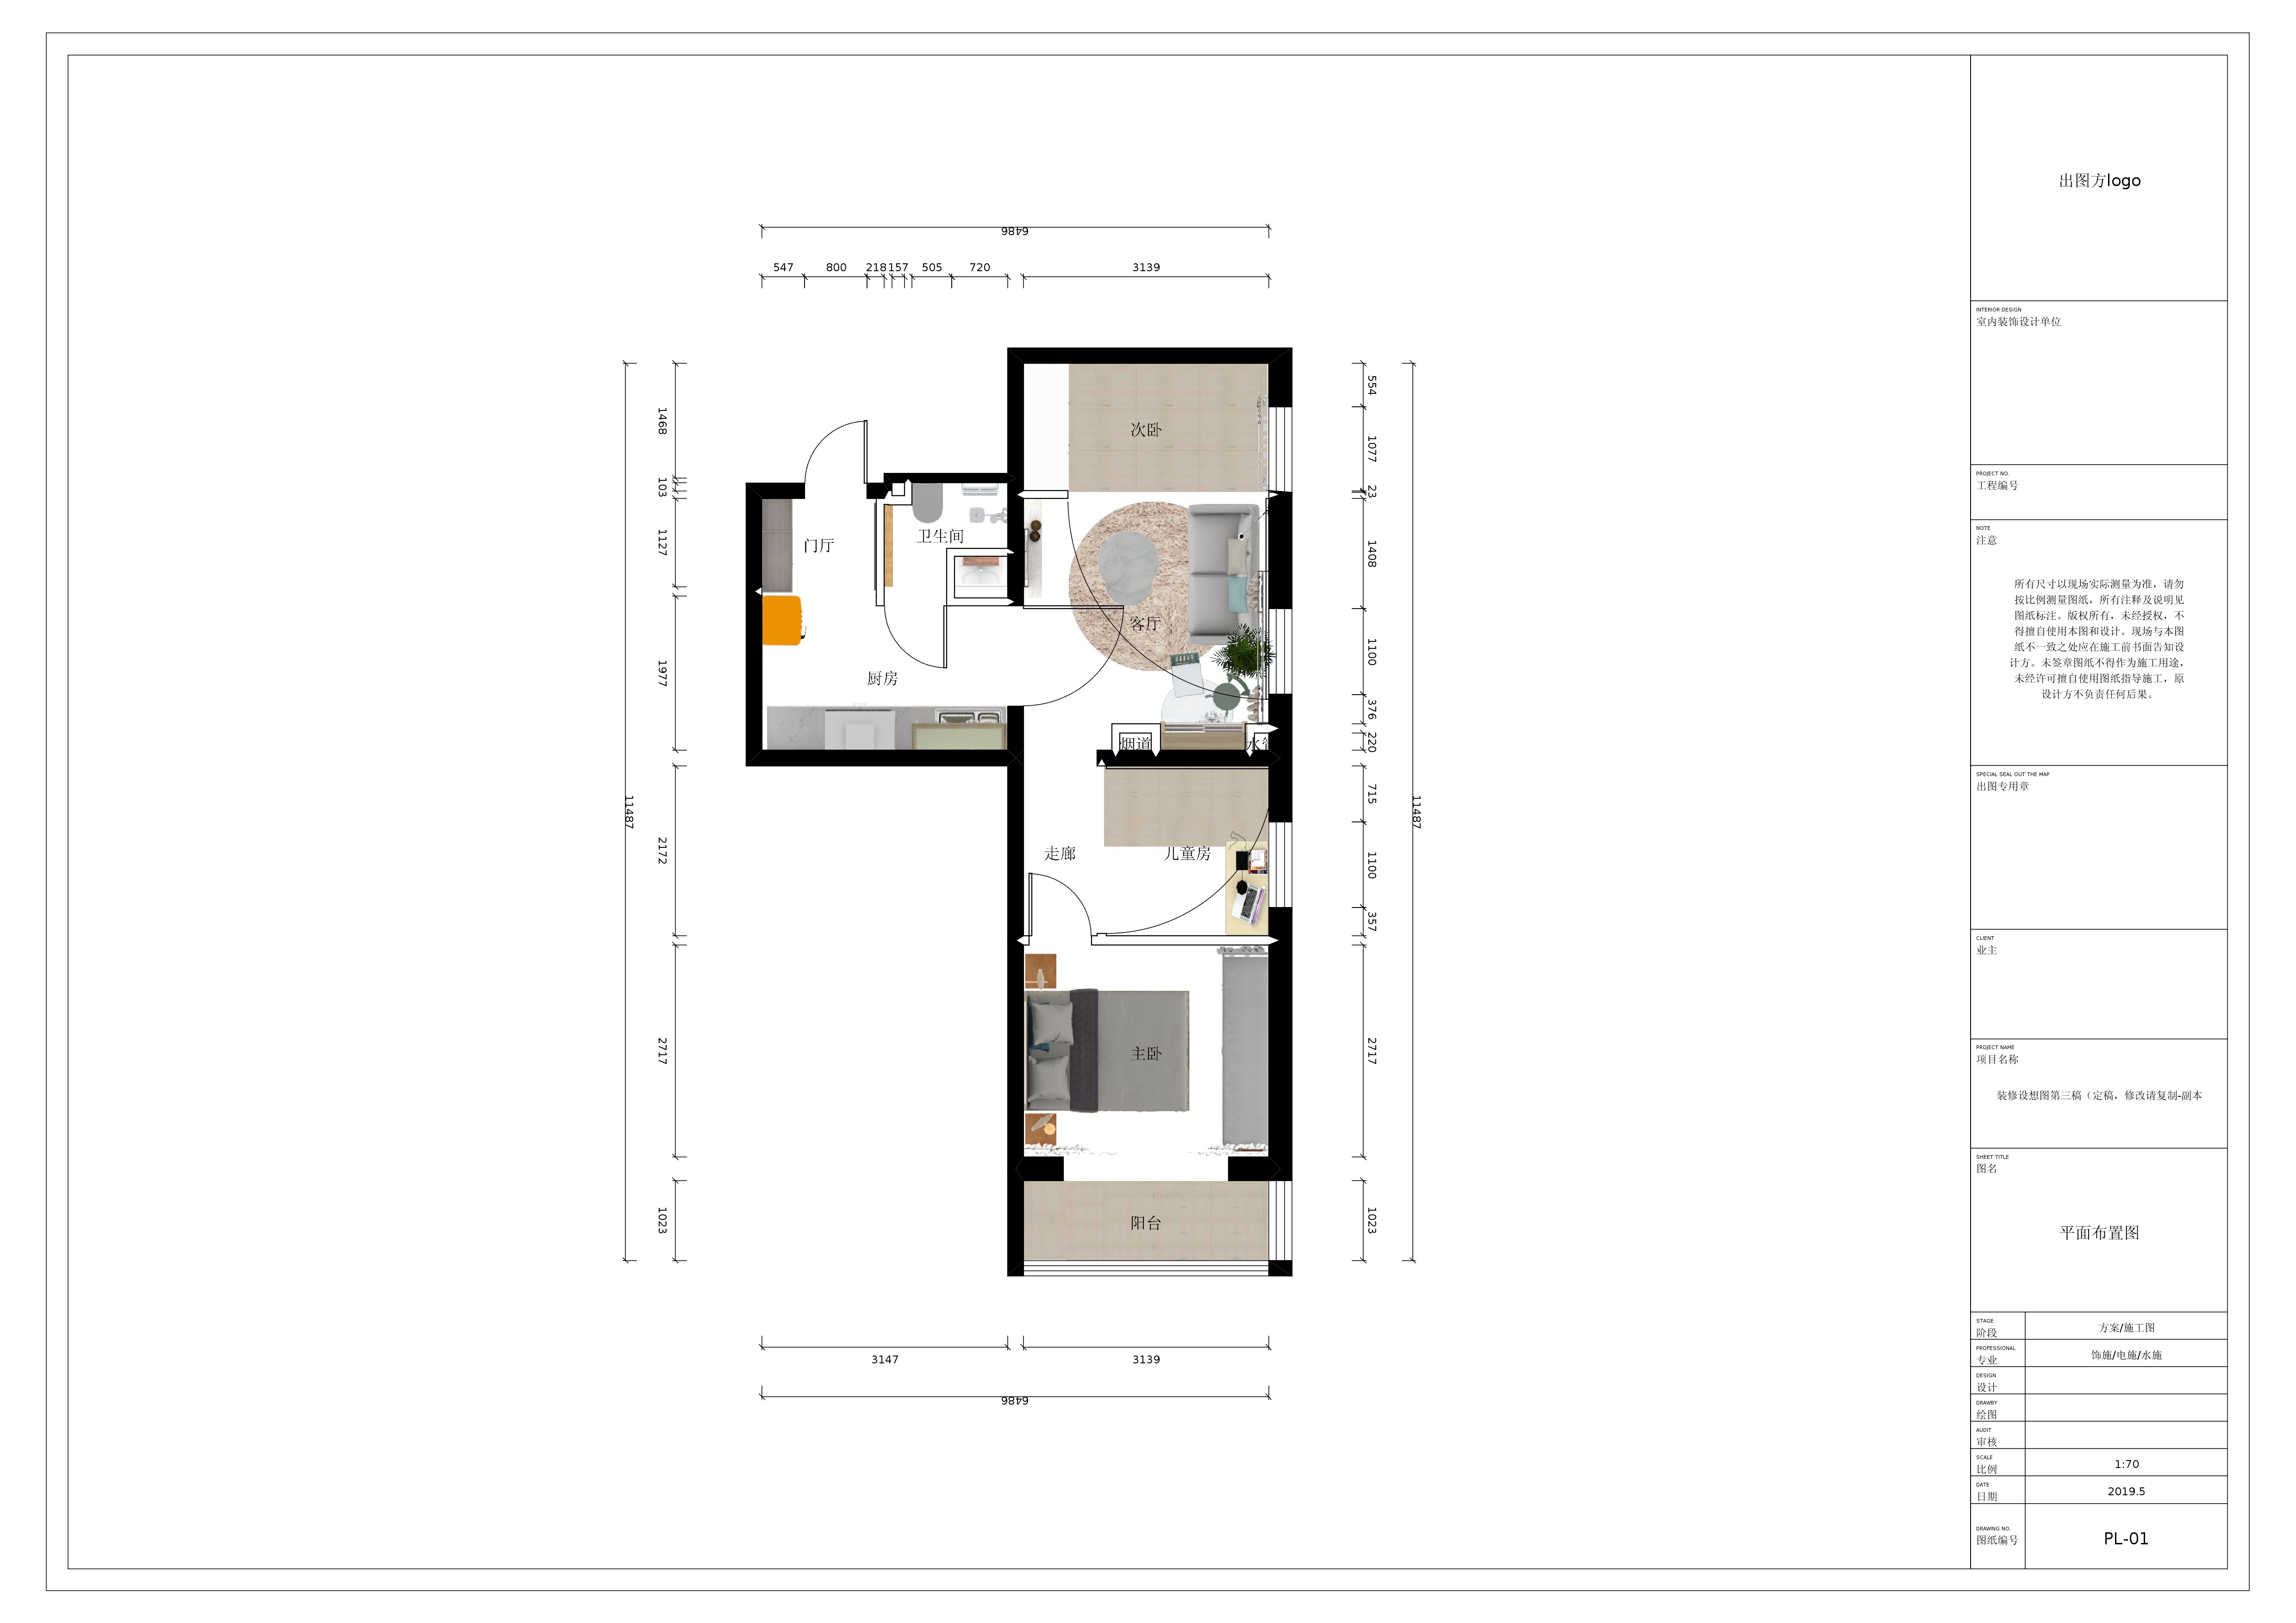 6486
547
800
218
157
505
720
3139
1468
103
1127
1977
2172
2717
1023
11487
554
1077
23
1408
1100
376
220
715
1100
357
2717
1023
11487
次卧
门厅
卫生间
客厅
厨房
烟道
走廊
儿童房
主卧
阳台
3147
3139
6486
出图方logo
INTERIOR DESIGN
室内装饰设计单位
PROJECT NO.
工程编号
NOTE
注意
所有尺寸以现场实际测量为准，请勿
按比例测量图纸，所有注释及说明见
图纸标注。版权所有，未经授权，不
得擅自使用本图和设计。现场与本图
纸不一致之处应在施工前书面告知设
计方。未签章图纸不得作为施工用途，
未经许可擅自使用图纸指导施工，原
设计方不负责任何后果。
SPECIAL SEAL OUT THE MAP
出图专用章
CLIENT
业主
PROJECT NAME
项目名称
装修设想图第三稿（定稿，修改请复制-副本
SHEET TITLE
图名
平面布置图
STAGE
阶段
方案/施工图
PROFESSIONAL
专业
饰施/电施/水施
DESIGN
设计
DRAWBY
绘图
AUDIT
审核
SCALE
比例
1:70
DATE
日期
2019.5
DRAWING NO.
图纸编号
PL-01